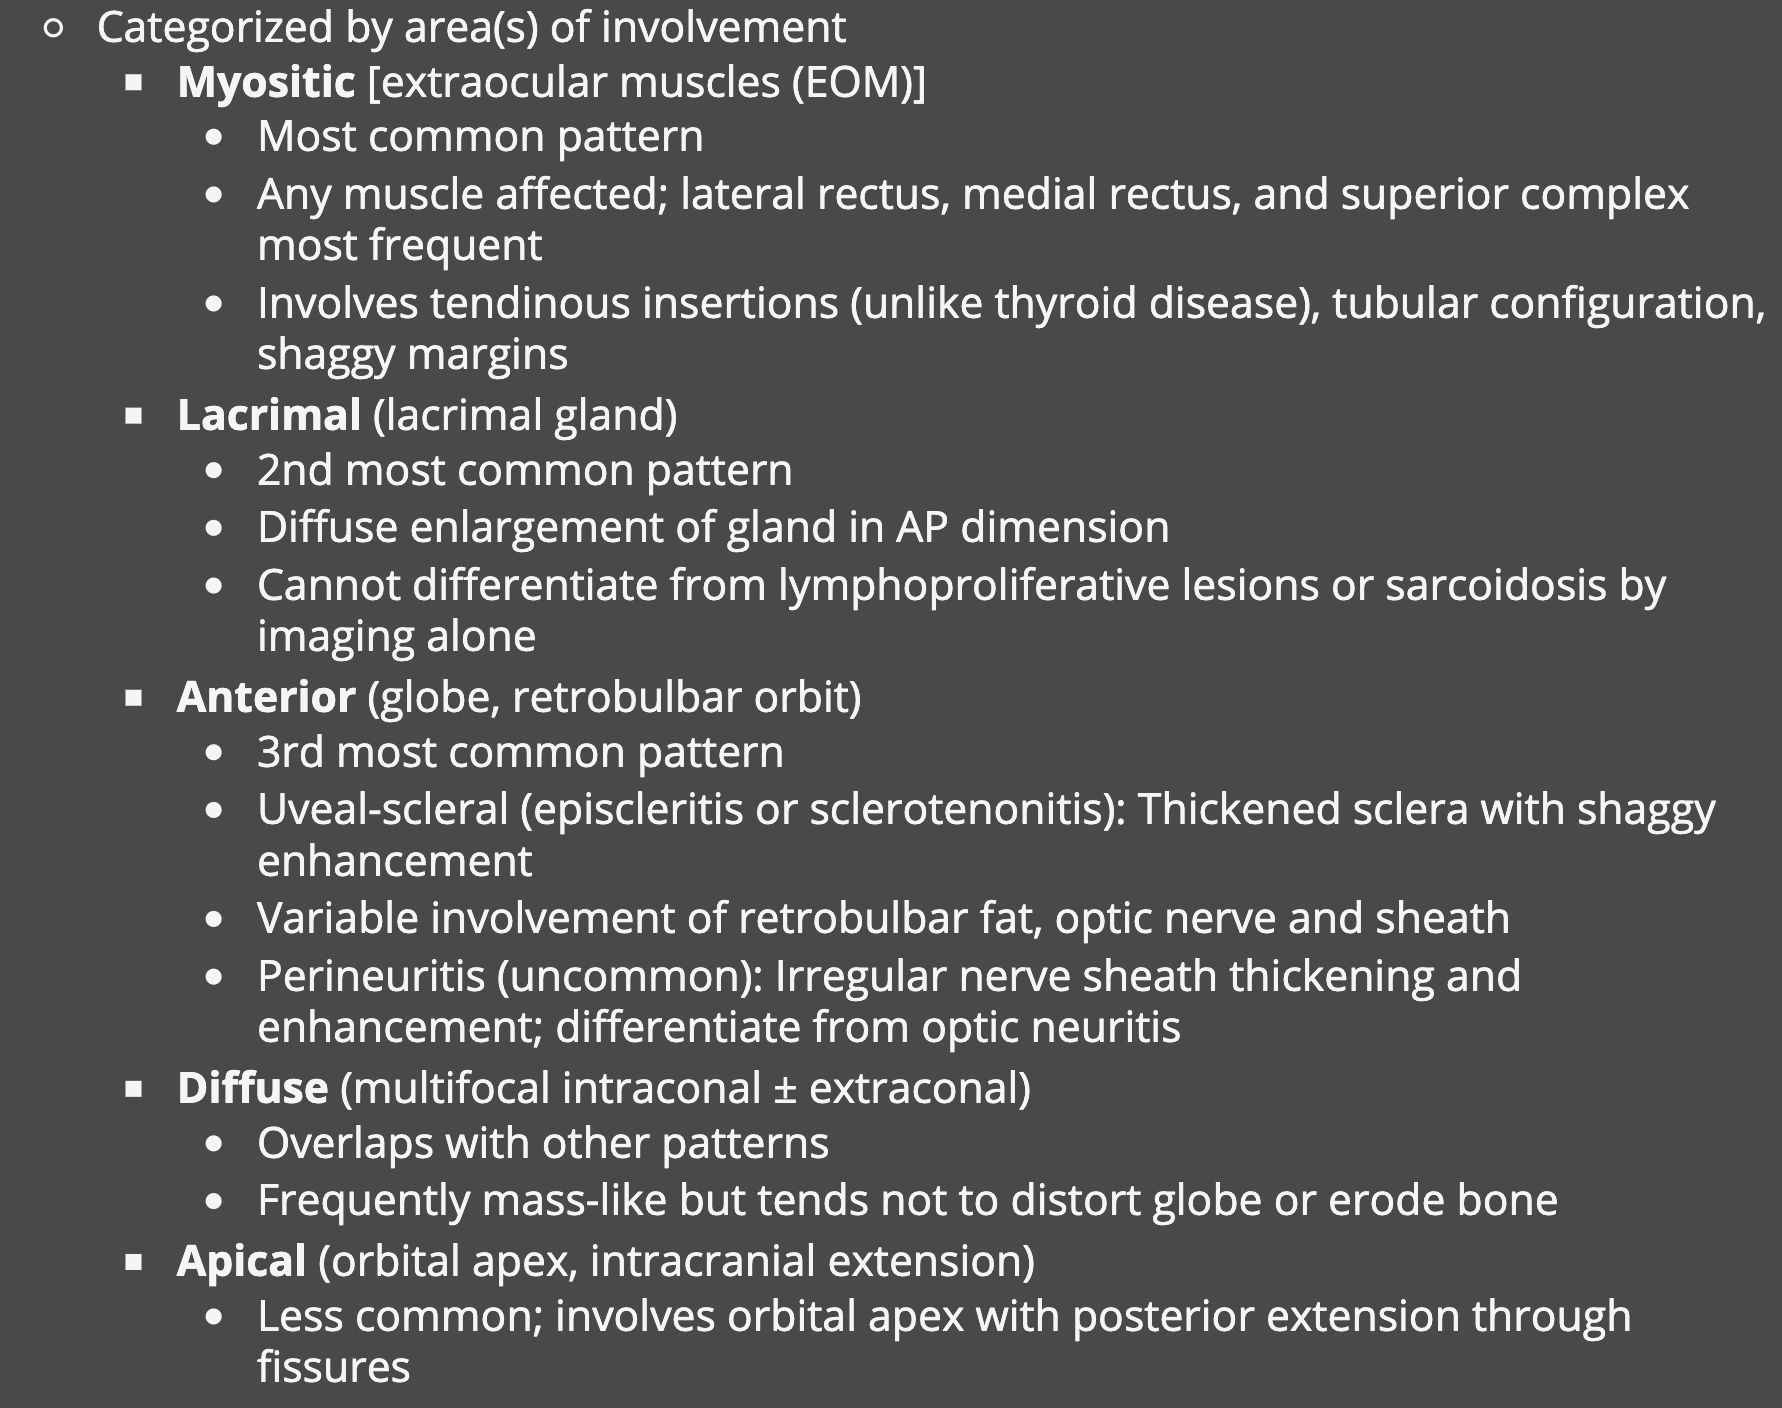 Categorized by area(s) of involvement
Myositic [extraocular muscles (EOM)]
Most common pattern
Any muscle affected; lateral rectus, medial rectus, and superior complex
most frequent
Involves tendinous insertions (unlike thyroid disease), tubular configuration,
shaggy margins
Lacrimal (lacrimal gland)
2nd most common pattern
Diffuse enlargement of gland in AP dimension
Cannot differentiate from lymphoproliferative lesions or sarcoidosis by
imaging alone
Anterior (globe, retrobulbar orbit)
3rd most common pattern
Uveal-scleral (episcleritis or sclerotenonitis): Thickened sclera with shaggy
enhancement
Variable involvement of retrobulbar fat, optic nerve and sheath
Perineuritis (uncommon): Irregular nerve sheath thickening and
enhancement; differentiate from optic neuritis
Diffuse (multifocal intraconal ± extraconal)
Overlaps with other patterns
Frequently mass-like but tends not to distort globe or erode bone
Apical (orbital apex, intracranial extension)
Less common; involves orbital apex with posterior extension through
fissures